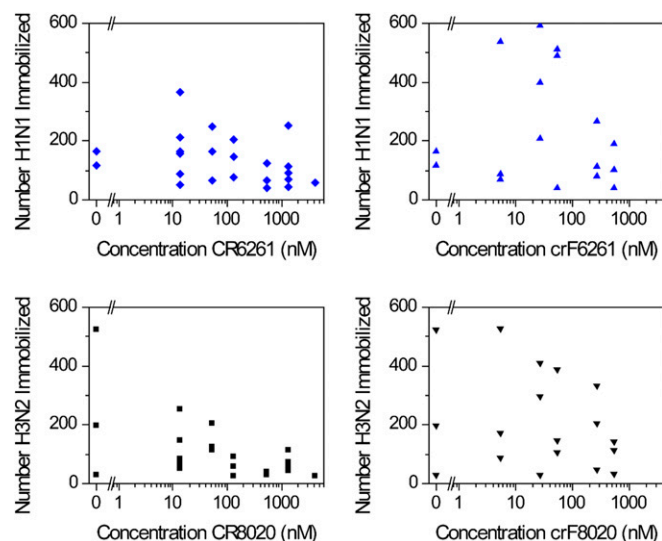 600
400
200
0
Number H1N1 Immobilized
0 1 10 100 1000
Concentration CR6261 (nM)
600
400
200
0
Number H1N1 Immobilized
0 1 10 100 1000
Concentration crF6261 (nM)
600
400
200
0
Number H3N2 Immobilized
0 1 10 100 1000
Concentration CR8020 (nM)
600
400
200
0
Number H3N2 Immobilized
0 1 10 100 1000
Concentration crF8020 (nM)